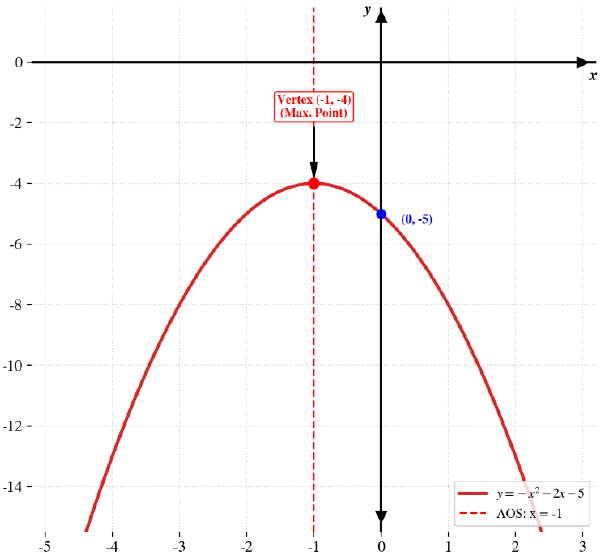 y
0
x
Vertex (-1, -4)
(Max, Point)
-2
-4
(0, -5)
-6
-8
-10
-12
-14
y = −x² − 2x − 5
AOS: x = -1
-5 -4 -3 -2 -1 0 1 2 3